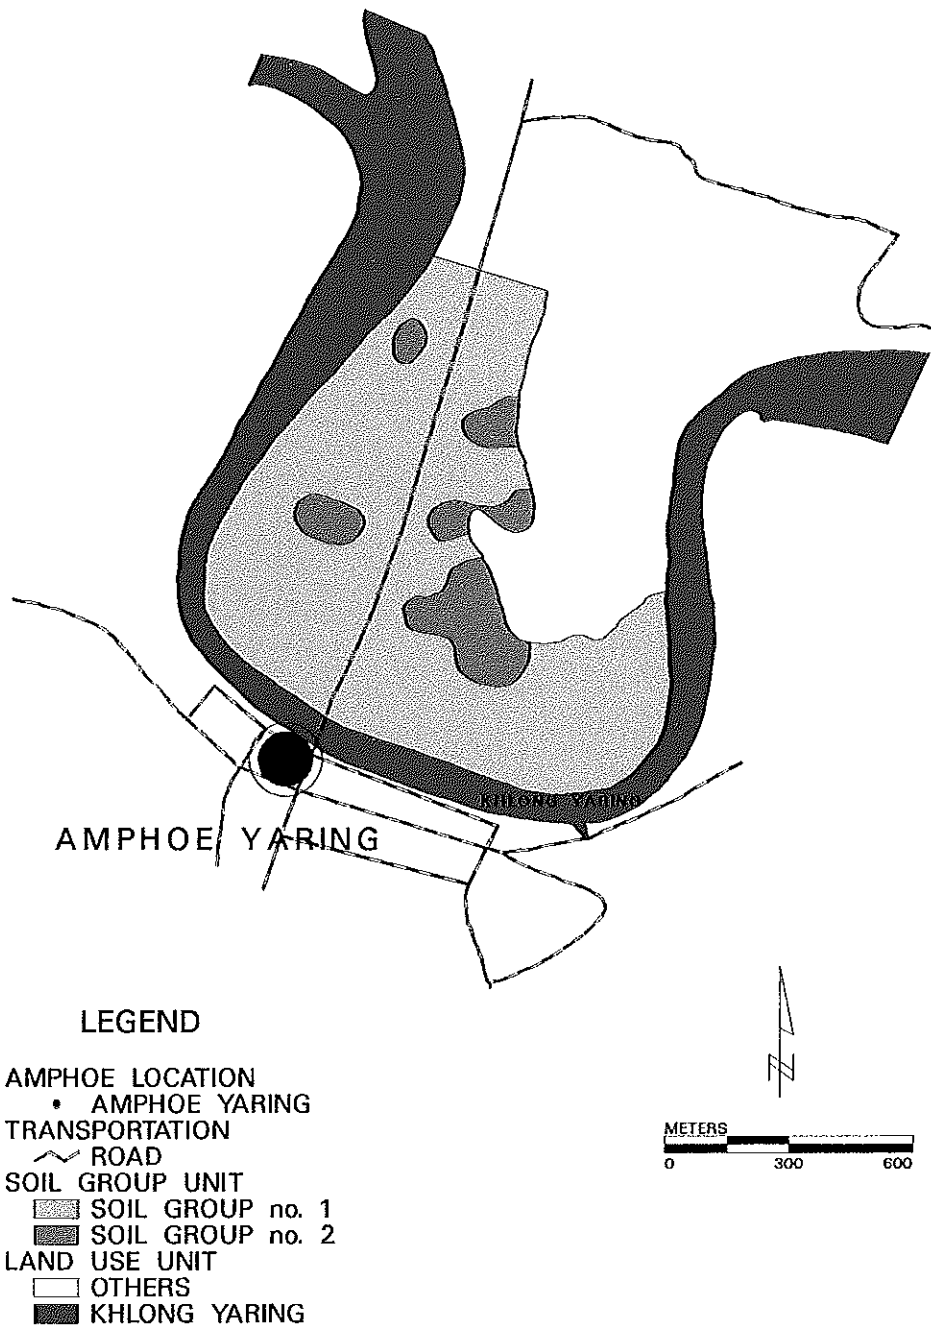 KHLONG YARING
AMPHOE YARING
LEGEND
AMPHOE LOCATION
AMPHOE YARING
TRANSPORTATION
ROAD
SOIL GROUP UNIT
SOIL GROUP no. 1
SOIL GROUP no. 2
LAND USE UNIT
OTHERS
KHLONG YARING
N
METERS
0 300 600